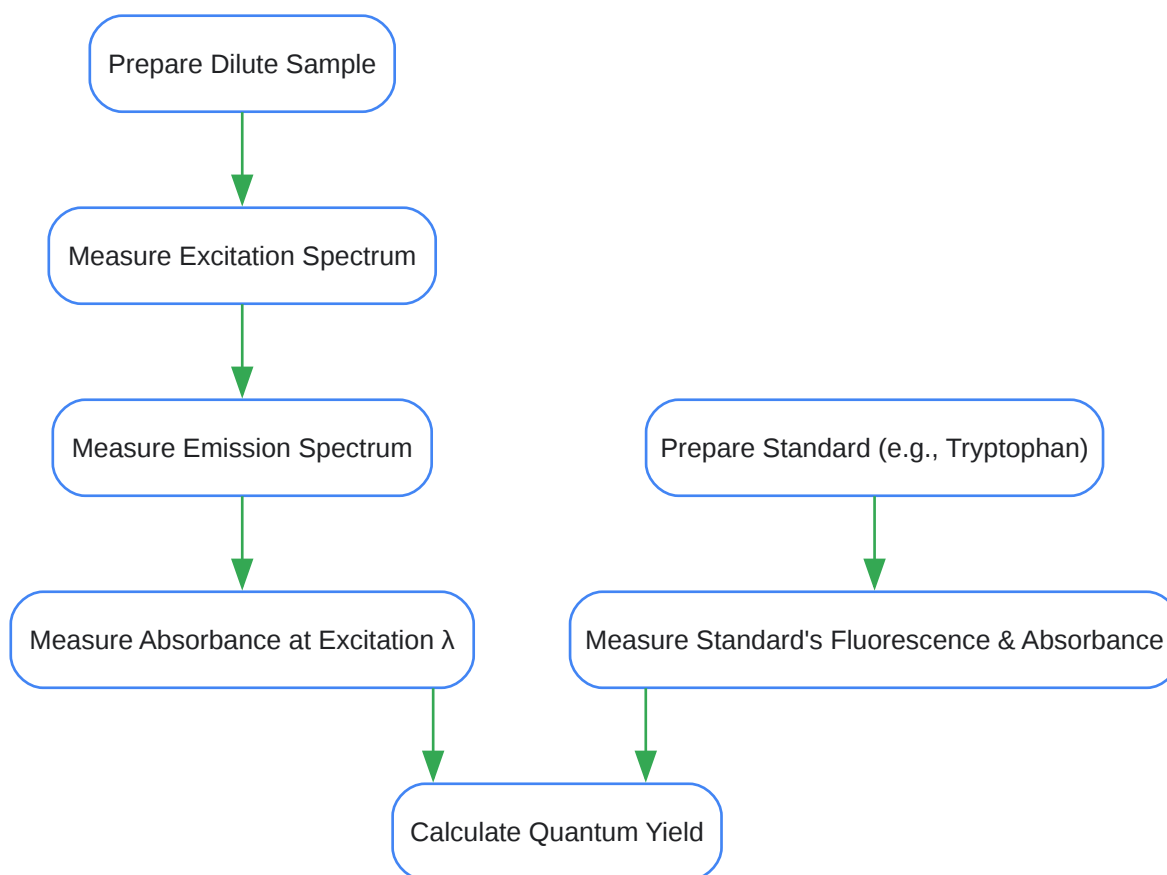 Prepare Dilute Sample
Measure Excitation Spectrum
Measure Emission Spectrum
Prepare Standard (e.g., Tryptophan)
Measure Absorbance at Excitation λ
Measure Standard's Fluorescence & Absorbance
Calculate Quantum Yield